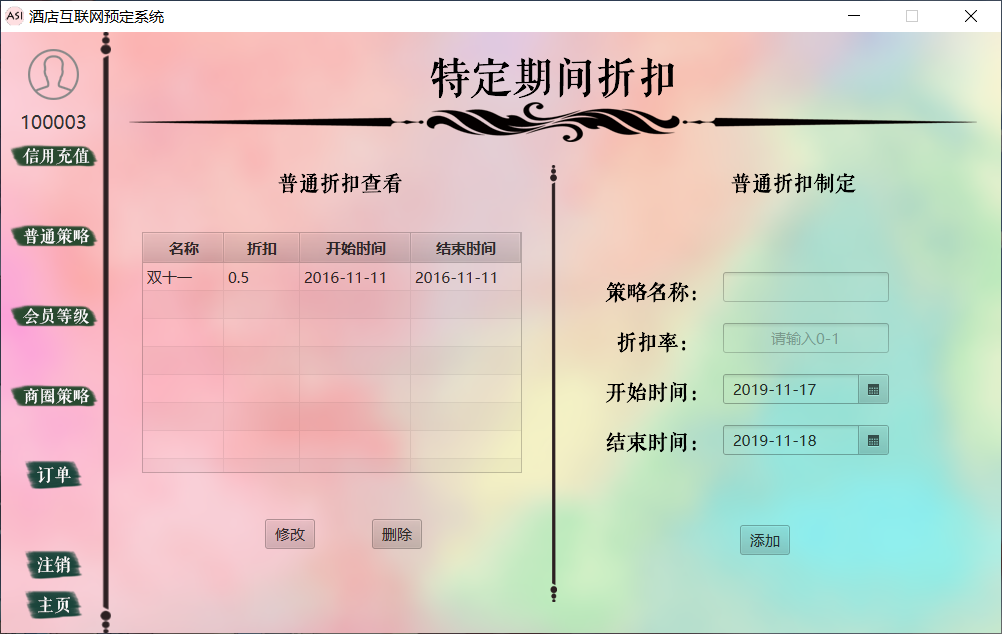 ASI 酒店互联网预定系统
100003
信用充值
普通策略
会员等级
商圈策略
订单
注销
主页
特定期间折扣
普通折扣查看
名称 折扣 开始时间 结束时间
双十一 0.5 2016-11-11 2016-11-11
修改 删除
普通折扣制定
策略名称：
折扣率： 请输入0-1
开始时间： 2019-11-17
结束时间： 2019-11-18
添加